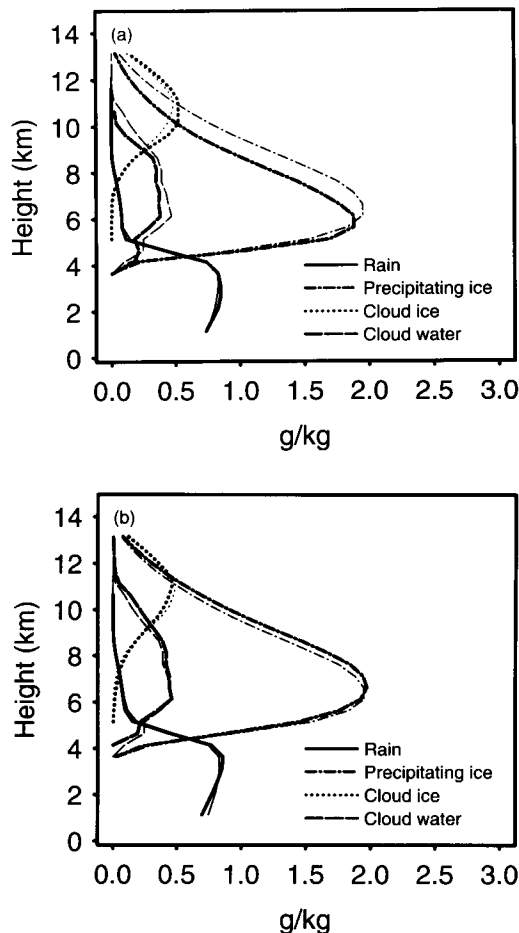 (a)
14
12
10
8
6
4
2
0
Height (km)
Rain
Precipitating ice
Cloud ice
Cloud water
0.0 0.5 1.0 1.5 2.0 2.5 3.0
g/kg
(b)
14
12
10
8
6
4
2
0
Height (km)
Rain
Precipitating ice
Cloud ice
Cloud water
0.0 0.5 1.0 1.5 2.0 2.5 3.0
g/kg